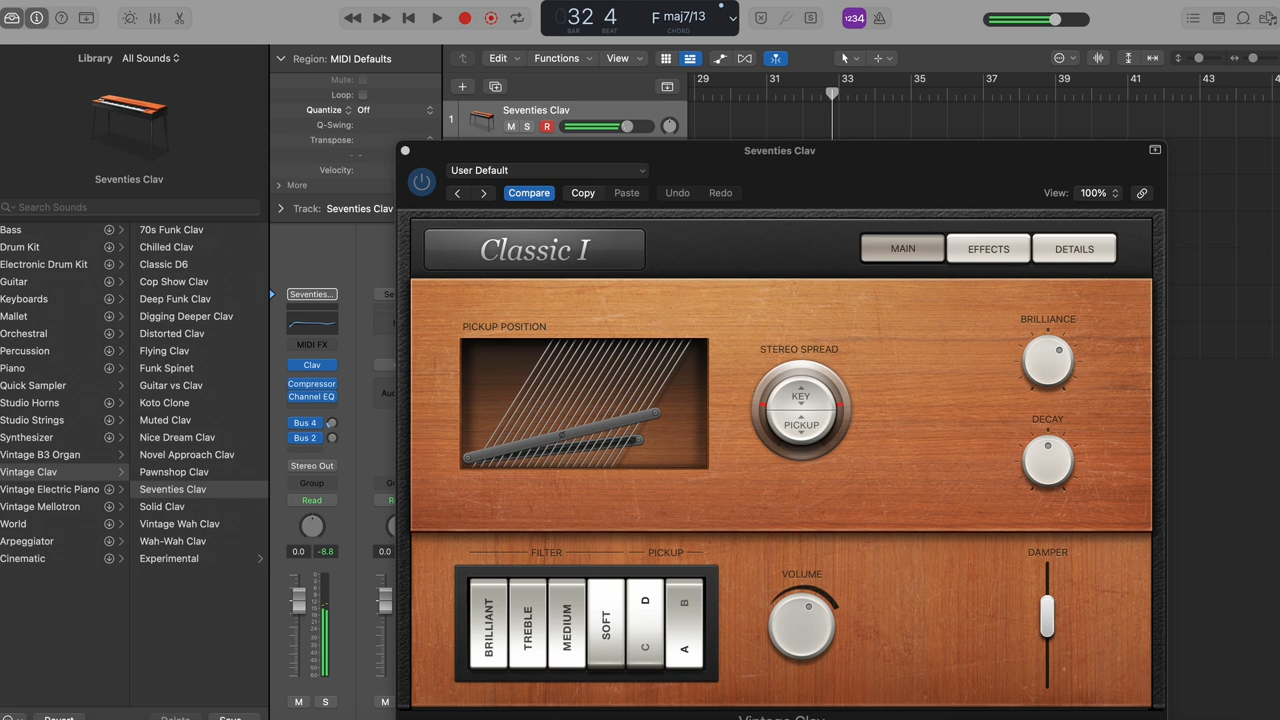 32 4 F maj7/13
BAR BEAT CHORD
1234
Library All Sounds
Seventies Clav
Search Sounds
Bass
Drum Kit
Electronic Drum Kit
Guitar
Keyboards
Mallet
Orchestral
Percussion
Piano
Quick Sampler
Studio Horns
Studio Strings
Synthesizer
Vintage B3 Organ
Vintage Clav
Vintage Electric Piano
Vintage Mellotron
World
Arpeggiator
Cinematic
70s Funk Clav
Chilled Clav
Classic D6
Cop Show Clav
Deep Funk Clav
Digging Deeper Clav
Distorted Clav
Flying Clav
Funk Spinet
Guitar vs Clav
Koto Clone
Muted Clav
Nice Dream Clav
Novel Approach Clav
Pawnshop Clav
Seventies Clav
Solid Clav
Vintage Wah Clav
Wah-Wah Clav
Experimental
Revert Delete Save
Region: MIDI Defaults
Mute:
Loop:
Quantize Off
Q-Swing:
Transpose:
Velocity:
More
Track: Seventies Clav
Seventies...
MIDI FX
Clav
Compressor
Channel EQ
Bus 4
Bus 2
Stereo Out
Group
Read
0.0 -8.8 0.0
M S M
Edit Functions View
29 31 33 35 37 39 41 43
1 Seventies Clav
M S R
Seventies Clav
User Default
Compare Copy Paste Undo Redo View: 100%
Classic I
MAIN EFFECTS DETAILS
PICKUP POSITION
STEREO SPREAD
KEY
PICKUP
BRILLIANCE
DECAY
FILTER PICKUP
BRILLIANT TREBLE MEDIUM SOFT C D A B
VOLUME
DAMPER
Vintage Clav